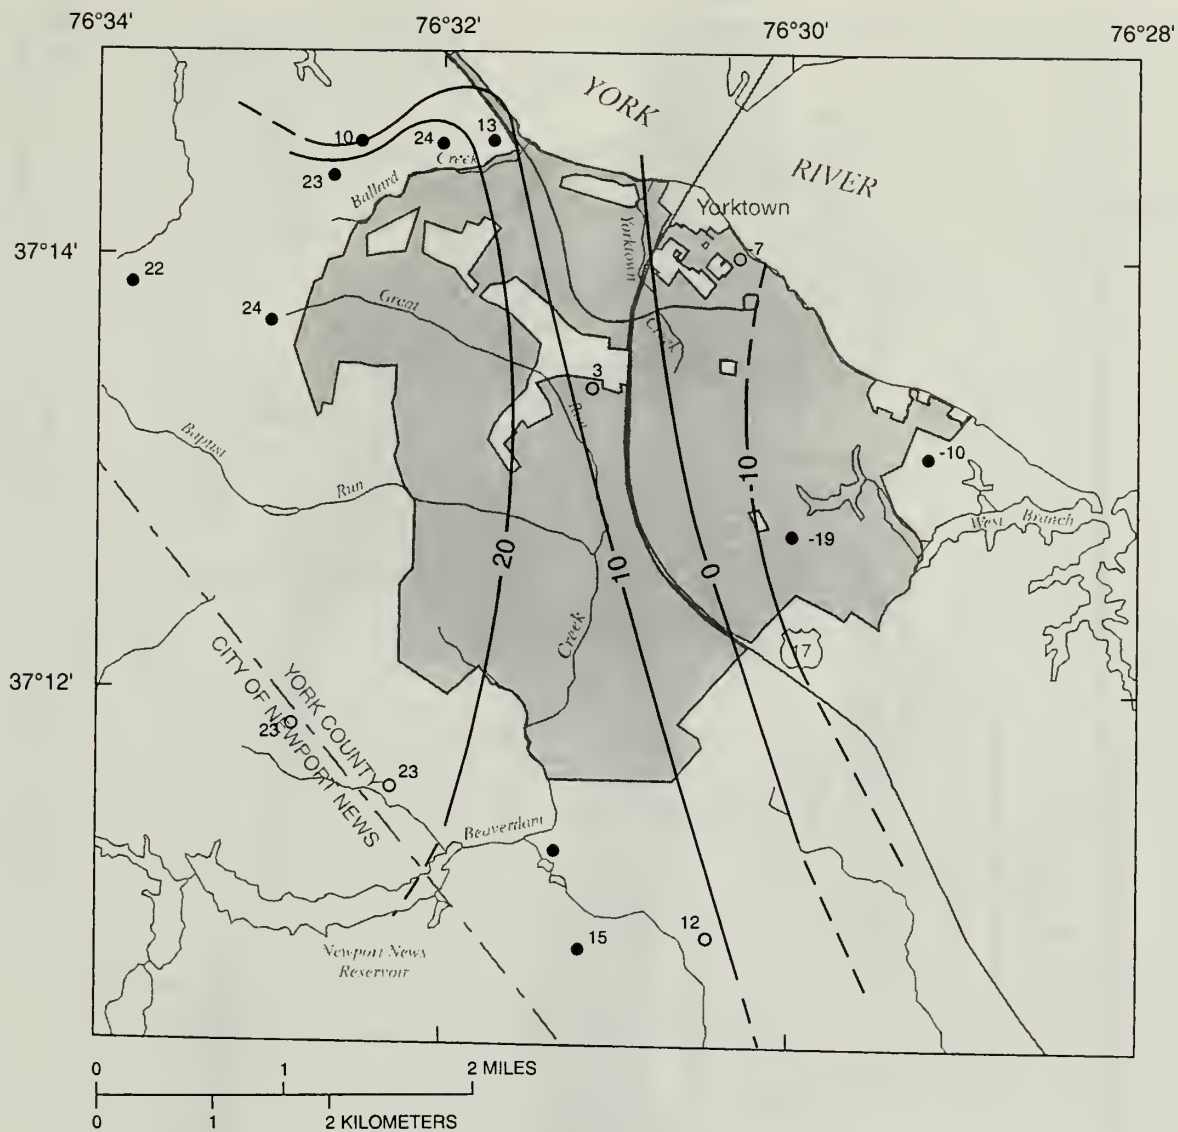 76°34'
76°32'
76°30'
76°28'
YORK
RIVER
10
24
13
Creek
23
Ballard
Yorktown
Yorktown
-7
37°14'
22
24
Great
Creek
3
Run
Baptist
Run
-10
-10
West Branch
-19
20
10
0
17
Creek
37°12'
YORK COUNTY
CITY OF NEWPORT NEWS
23
23
Beaverdam
12
15
Newport News
Reservoir
0 1 2 MILES
0 1 2 KILOMETERS